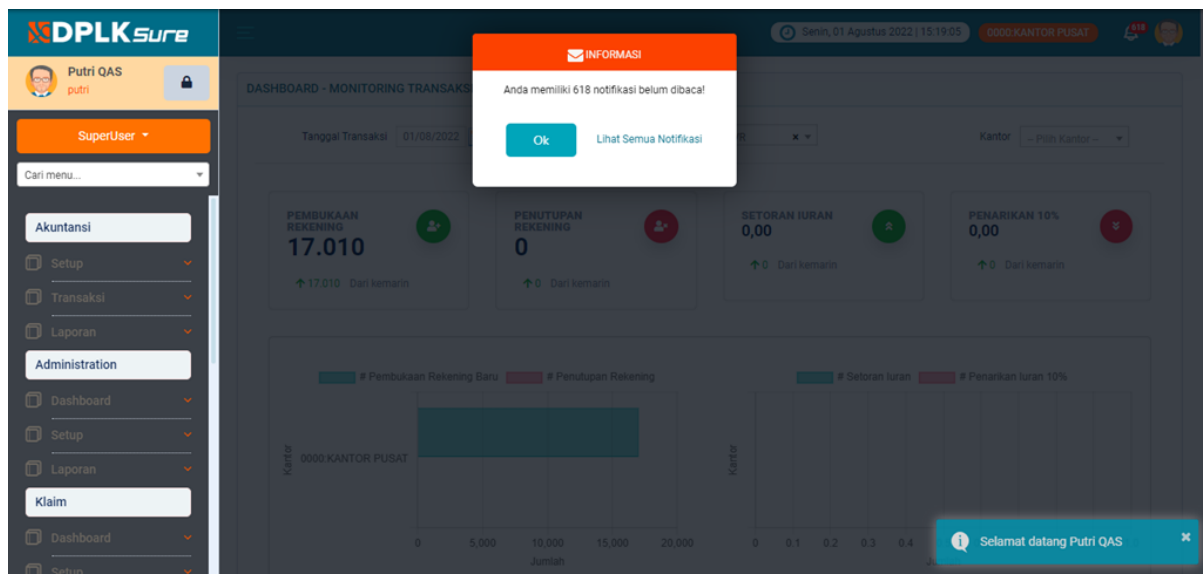 DPLKSure
Putri QAS
putri
SuperUser
Cari menu...
Akuntansi
Setup
Transaksi
Laporan
Administration
Dashboard
Setup
Laporan
Klaim
Dashboard
Setup
Senin, 01 Agustus 2022 | 15:19:05
0000:KANTOR PUSAT
618
INFORMASI
Anda memiliki 618 notifikasi belum dibaca!
Ok
Lihat Semua Notifikasi
DASHBOARD - MONITORING TRANSAKS
Tanggal Transaksi
01/08/2022
Kantor
-- Pilih Kantor --
PEMBUKAAN
REKENING
17.010
17.010 Dari kemarin
PENUTUPAN
REKENING
0
0 Dari kemarin
SETORAN IURAN
0,00
0 Dari kemarin
PENARIKAN 10%
0,00
0 Dari kemarin
# Pembukaan Rekening Baru # Penutupan Rekening
Kantor
0000:KANTOR PUSAT
0 5,000 10,000 15,000 20,000
Jumlah
# Setoran Iuran # Penarikan Iuran 10%
Kantor
0 0.1 0.2 0.3 0.4
Selamat datang Putri QAS